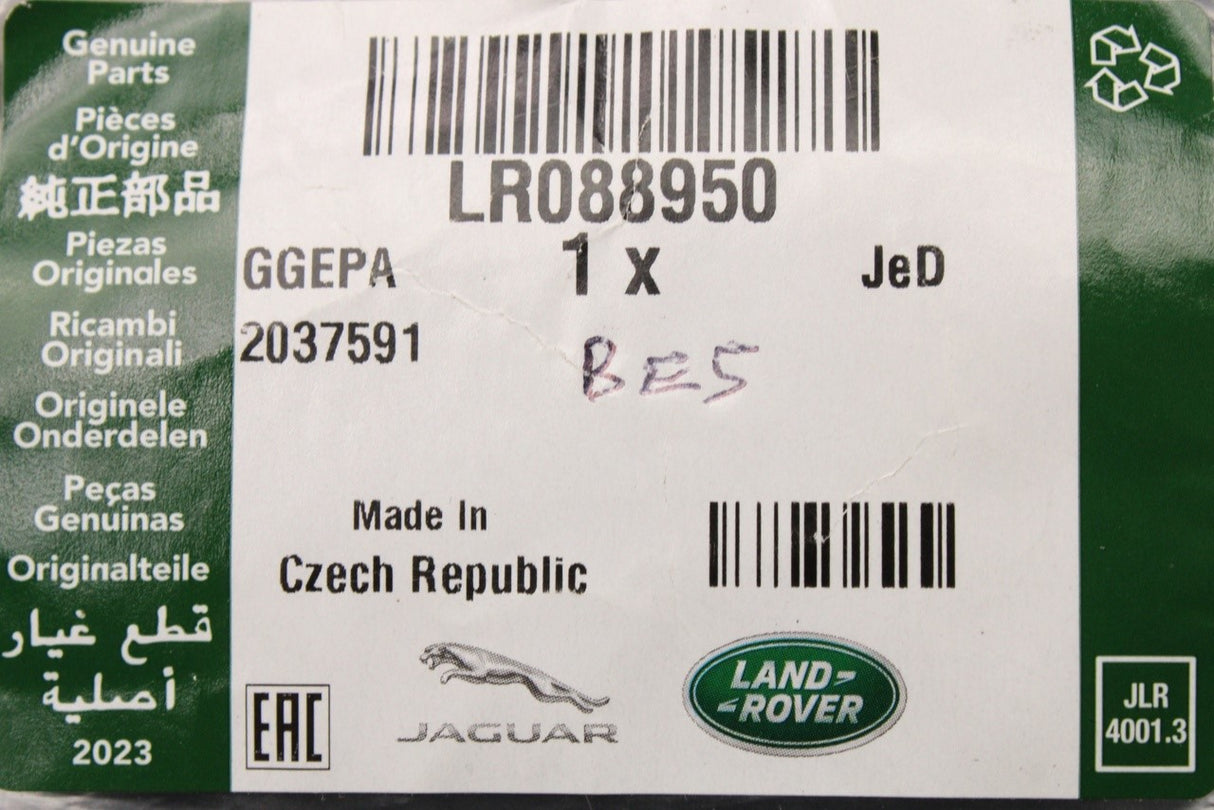 Genuine
Parts
Pièces
d'Origine
純正部品
Piezas
Originales
Ricambi
Originali
Originele
Onderdelen
Peças
Genuinas
Originalteile
قطع غيار
أصلية
2023
LR088950
GGEPA 1 x JeD
2037591
BE5
Made In
Czech Republic
EAC
JAGUAR
LAND-
-ROVER
JLR
4001.3